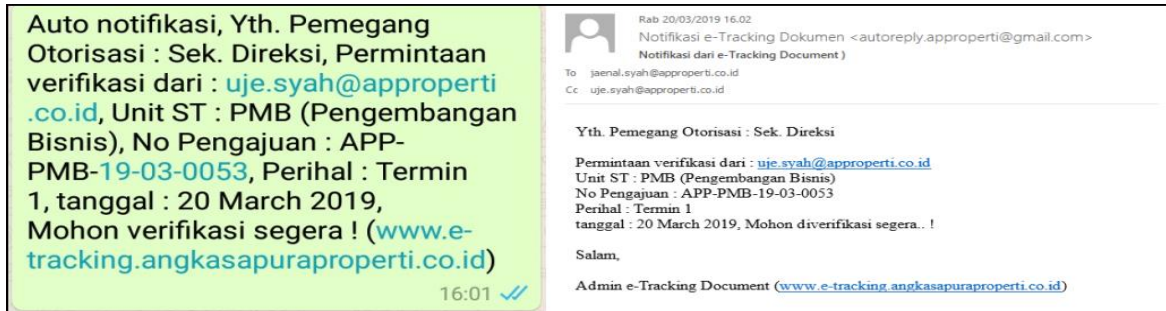 Auto notifikasi, Yth. Pemegang
Otorisasi : Sek. Direksi, Permintaan
verifikasi dari : uje.syah@approperti
.co.id, Unit ST : PMB (Pengembangan
Bisnis), No Pengajuan : APP-
PMB-19-03-0053, Perihal : Termin
1, tanggal : 20 March 2019,
Mohon verifikasi segera ! (www.e-
tracking.angkasapuraproperti.co.id)
16:01
Rab 20/03/2019 16.02
Notifikasi e-Tracking Dokumen <autoreply.approperti@gmail.com>
Notifikasi dari e-Tracking Document )
To jaenal.syah@approperti.co.id
Cc uje.syah@approperti.co.id
Yth. Pemegang Otorisasi : Sek. Direksi
Permintaan verifikasi dari : uje.syah@approperti.co.id
Unit ST : PMB (Pengembangan Bisnis)
No Pengajuan : APP-PMB-19-03-0053
Perihal : Termin 1
tanggal : 20 March 2019, Mohon diverifikasi segera.. !
Salam,
Admin e-Tracking Document (www.e-tracking.angkasapuraproperti.co.id)